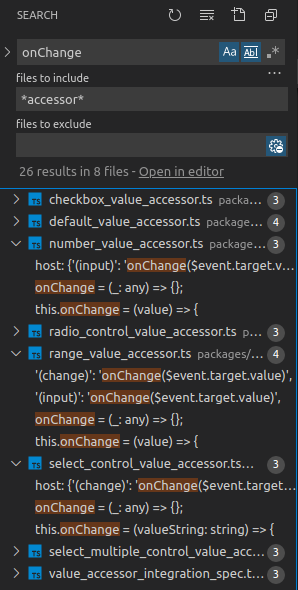 SEARCH
onChange
Aa
Abl
.*
files to include
*accessor*
files to exclude
26 results in 8 files - Open in editor
TS checkbox_value_accessor.ts packa... 3
TS default_value_accessor.ts package... 4
TS number_value_accessor.ts package... 3
host: {'(input)': 'onChange($event.target.v...
onChange = (_: any) => {};
this.onChange = (value) => {
TS radio_control_value_accessor.ts pa... 3
TS range_value_accessor.ts packages/... 4
'(change)': 'onChange($event.target.value)',
'(input)': 'onChange($event.target.value)',
onChange = (_: any) => {};
this.onChange = (value) => {
TS select_control_value_accessor.ts... 3
host: {'(change)': 'onChange($event.target...
onChange = (_: any) => {};
this.onChange = (valueString: string) => {
TS select_multiple_control_value_acc... 3
TS value_accessor_integration_spec.t... 3